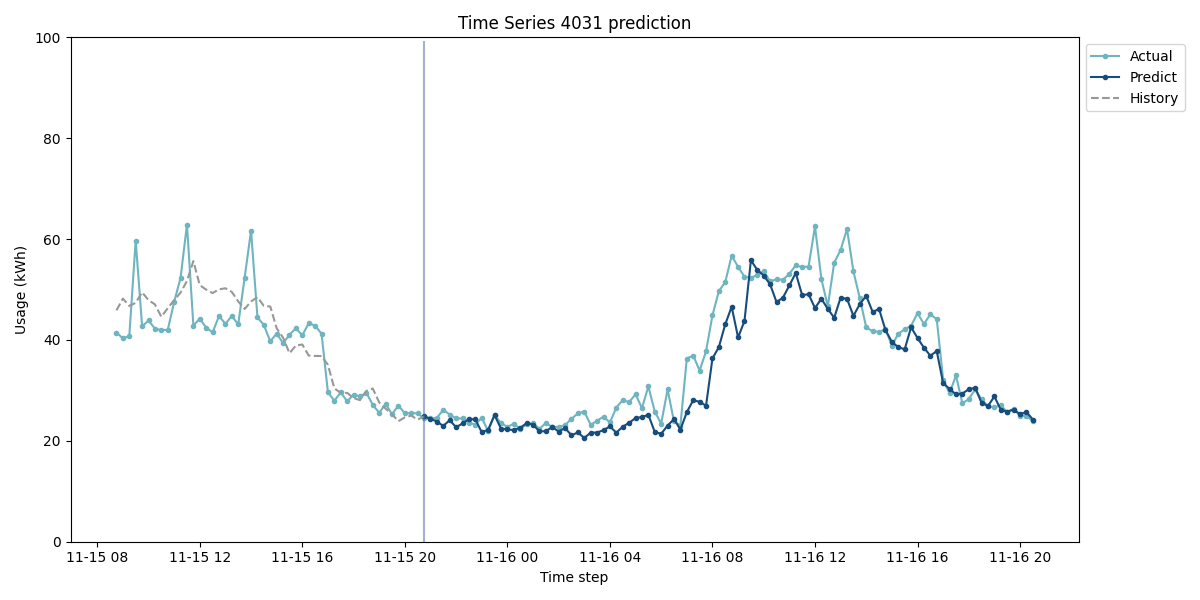 Time Series 4031 prediction
100
80
60
40
20
0
Usage (kWh)
11-15 08
11-15 12
11-15 16
11-15 20
11-16 00
11-16 04
11-16 08
11-16 12
11-16 16
11-16 20
Time step
Actual
Predict
History